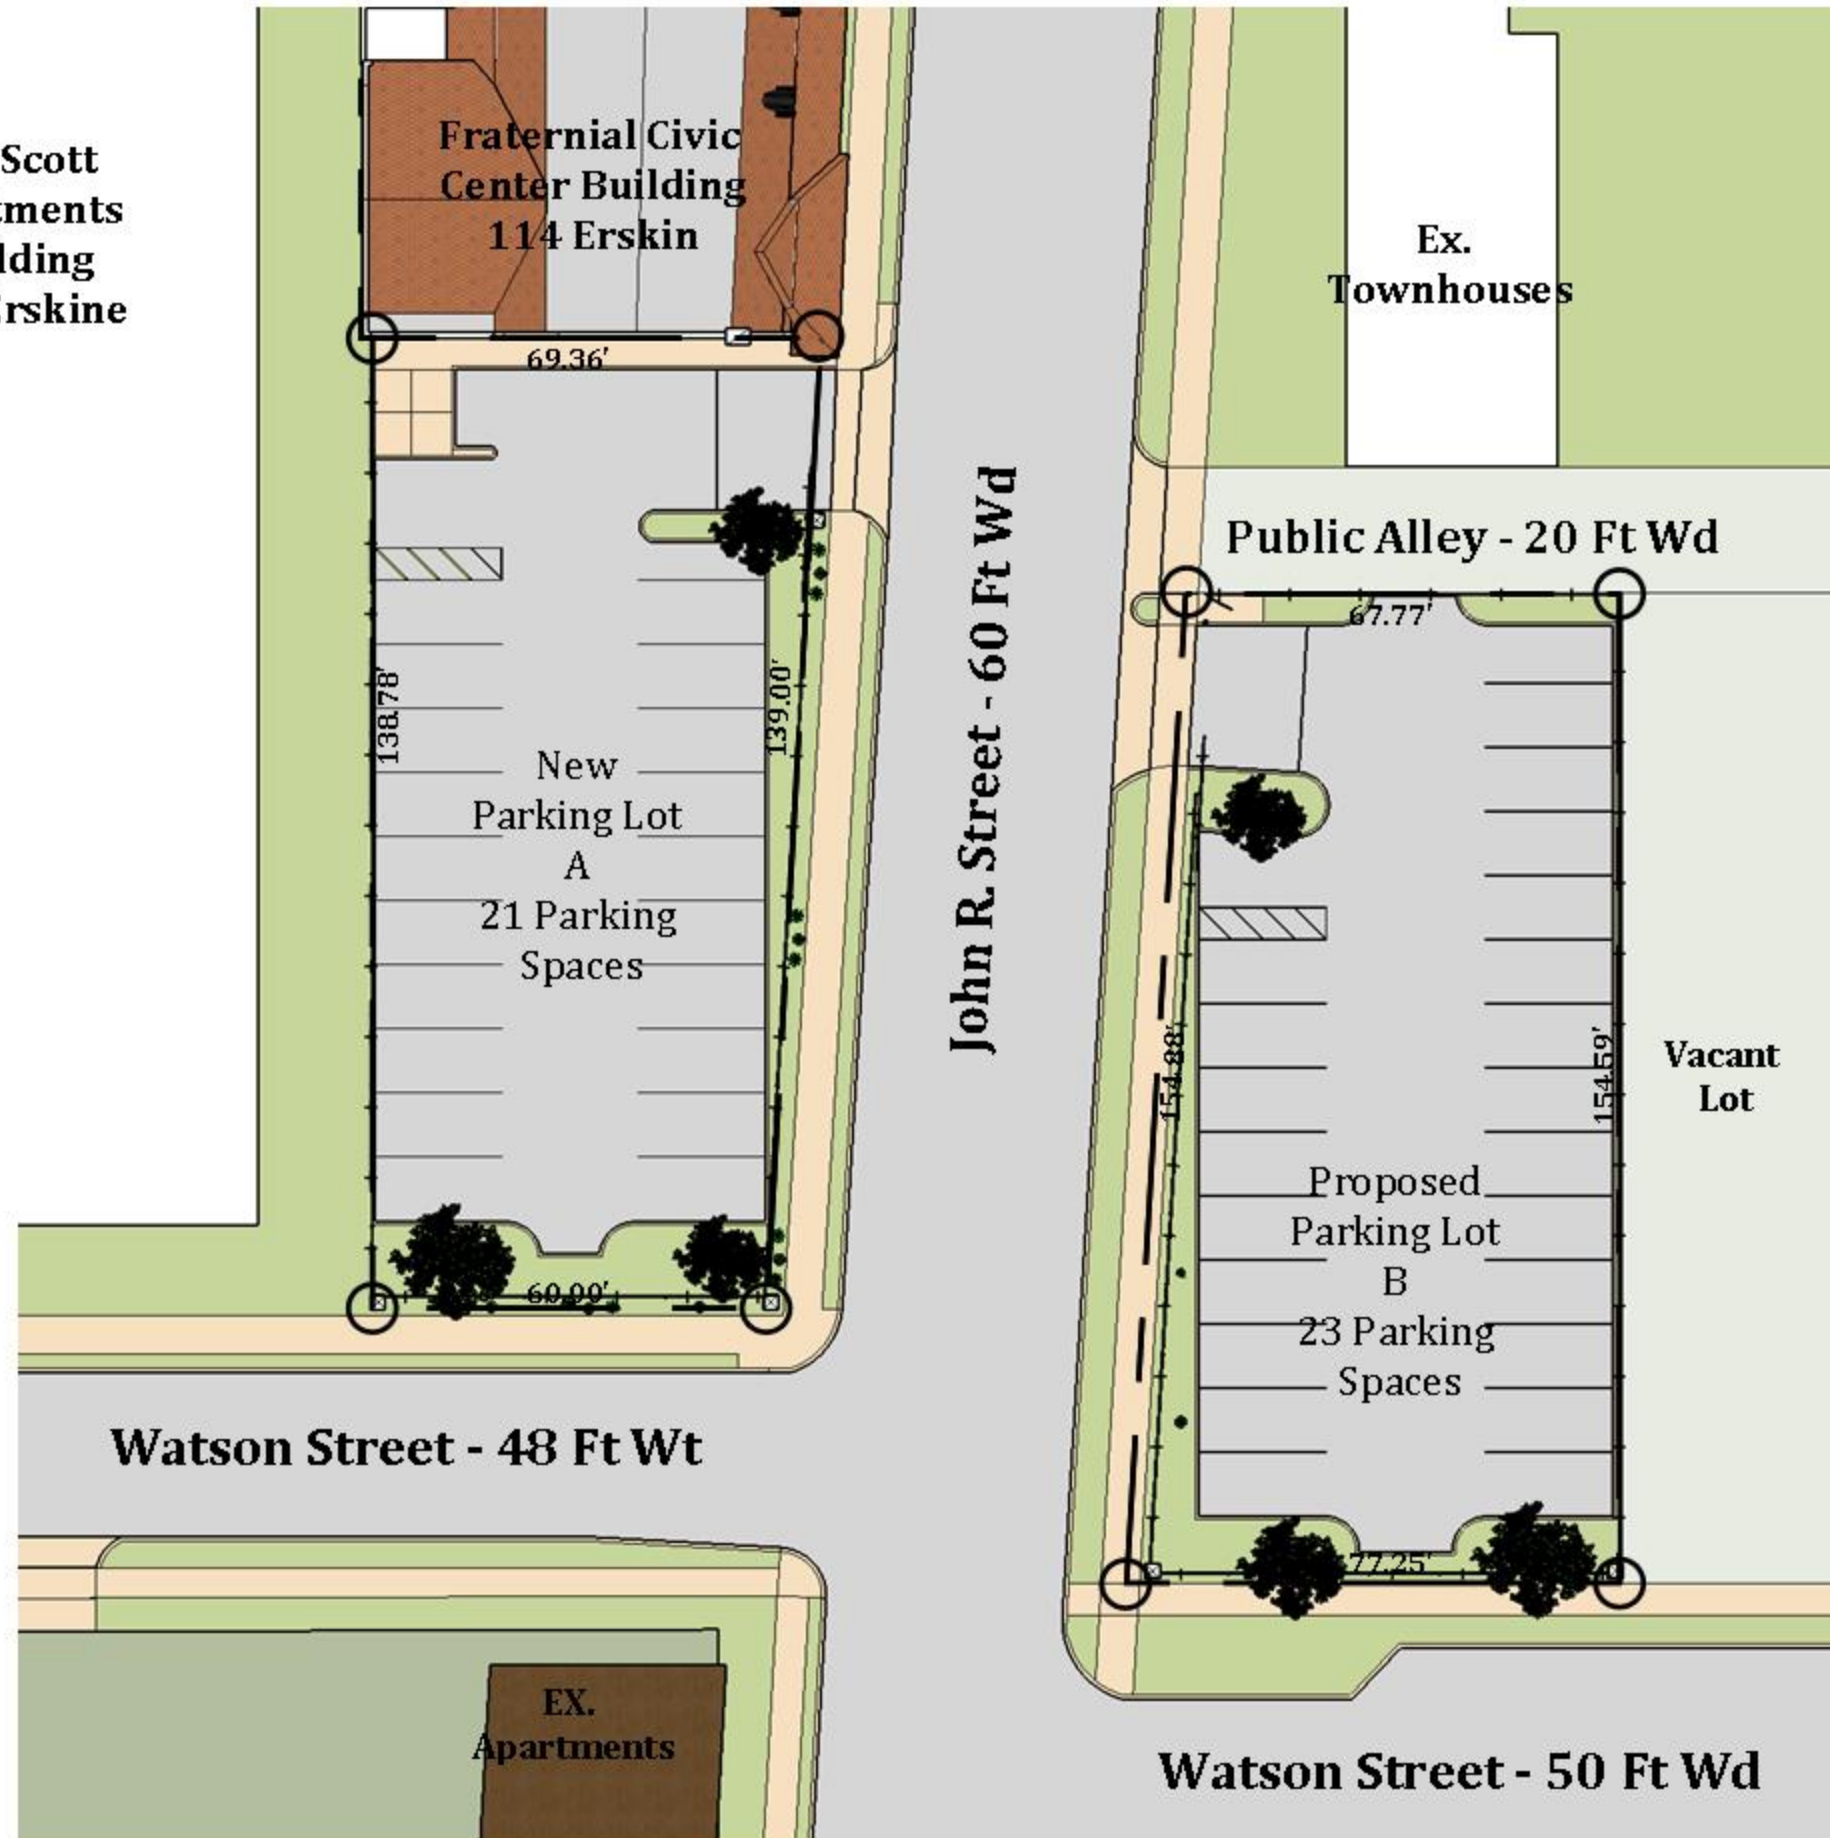 Scott
tments
lding
Erskine
Fraternial Civic
Center Building
114 Erskin
69.36'
138.78'
139.00'
New
Parking Lot
A
21 Parking
Spaces
60.00'
John R. Street - 60 Ft Wd
Ex.
Townhouses
Public Alley - 20 Ft Wd
67.77'
154.88'
154.59'
Vacant
Lot
Proposed
Parking Lot
B
23 Parking
Spaces
77.25'
Watson Street - 48 Ft Wt
EX.
Apartments
Watson Street - 50 Ft Wd